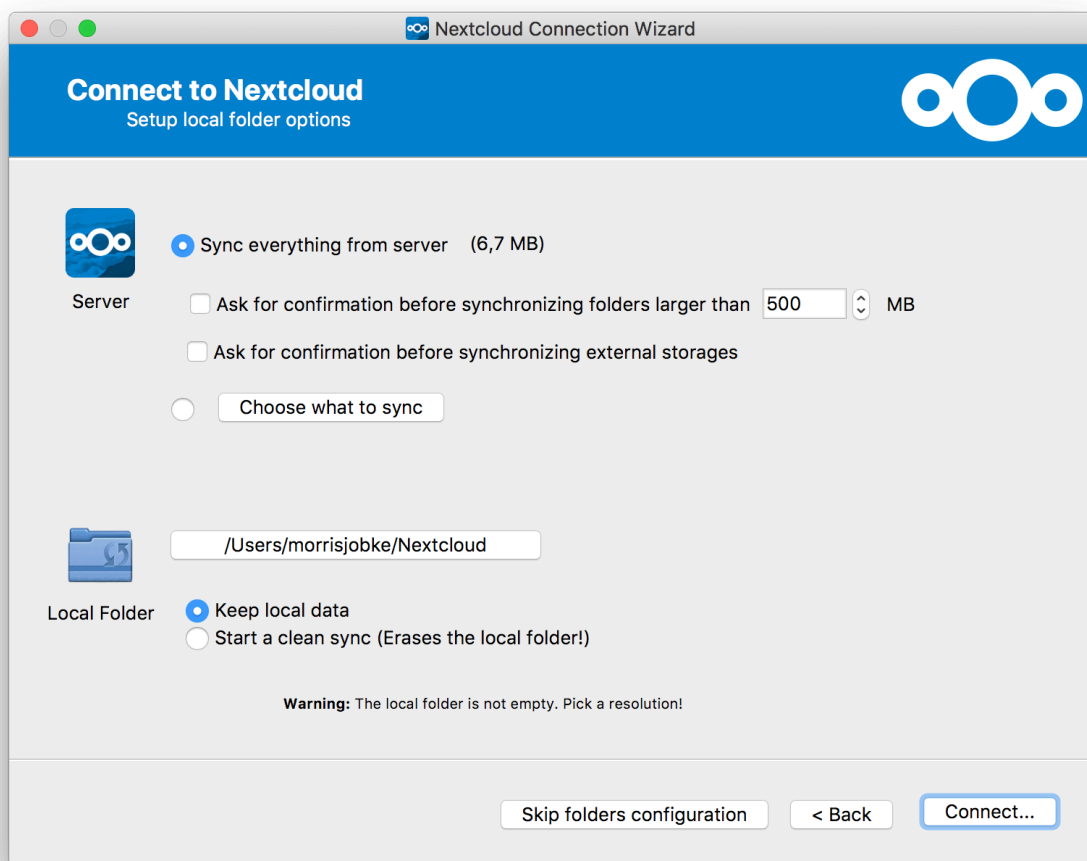 Nextcloud Connection Wizard
Connect to Nextcloud
Setup local folder options
Sync everything from server (6,7 MB)
Server
Ask for confirmation before synchronizing folders larger than 500 MB
Ask for confirmation before synchronizing external storages
Choose what to sync
/Users/morrisjobke/Nextcloud
Local Folder
Keep local data
Start a clean sync (Erases the local folder!)
Warning: The local folder is not empty. Pick a resolution!
Skip folders configuration
< Back
Connect...